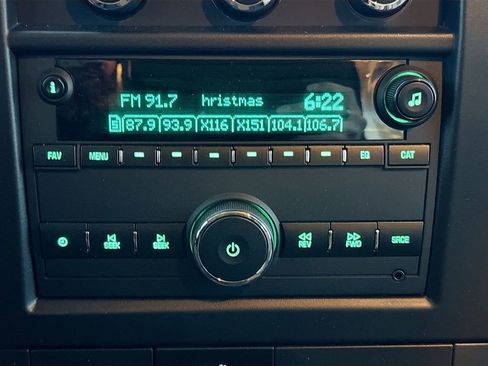 FM 91.7 hristmas 6:22
87.9 93.9 X116 X151 104.1 106.7
FAV MENU EQ CAT
SEEK SEEK REV FWD SRCE